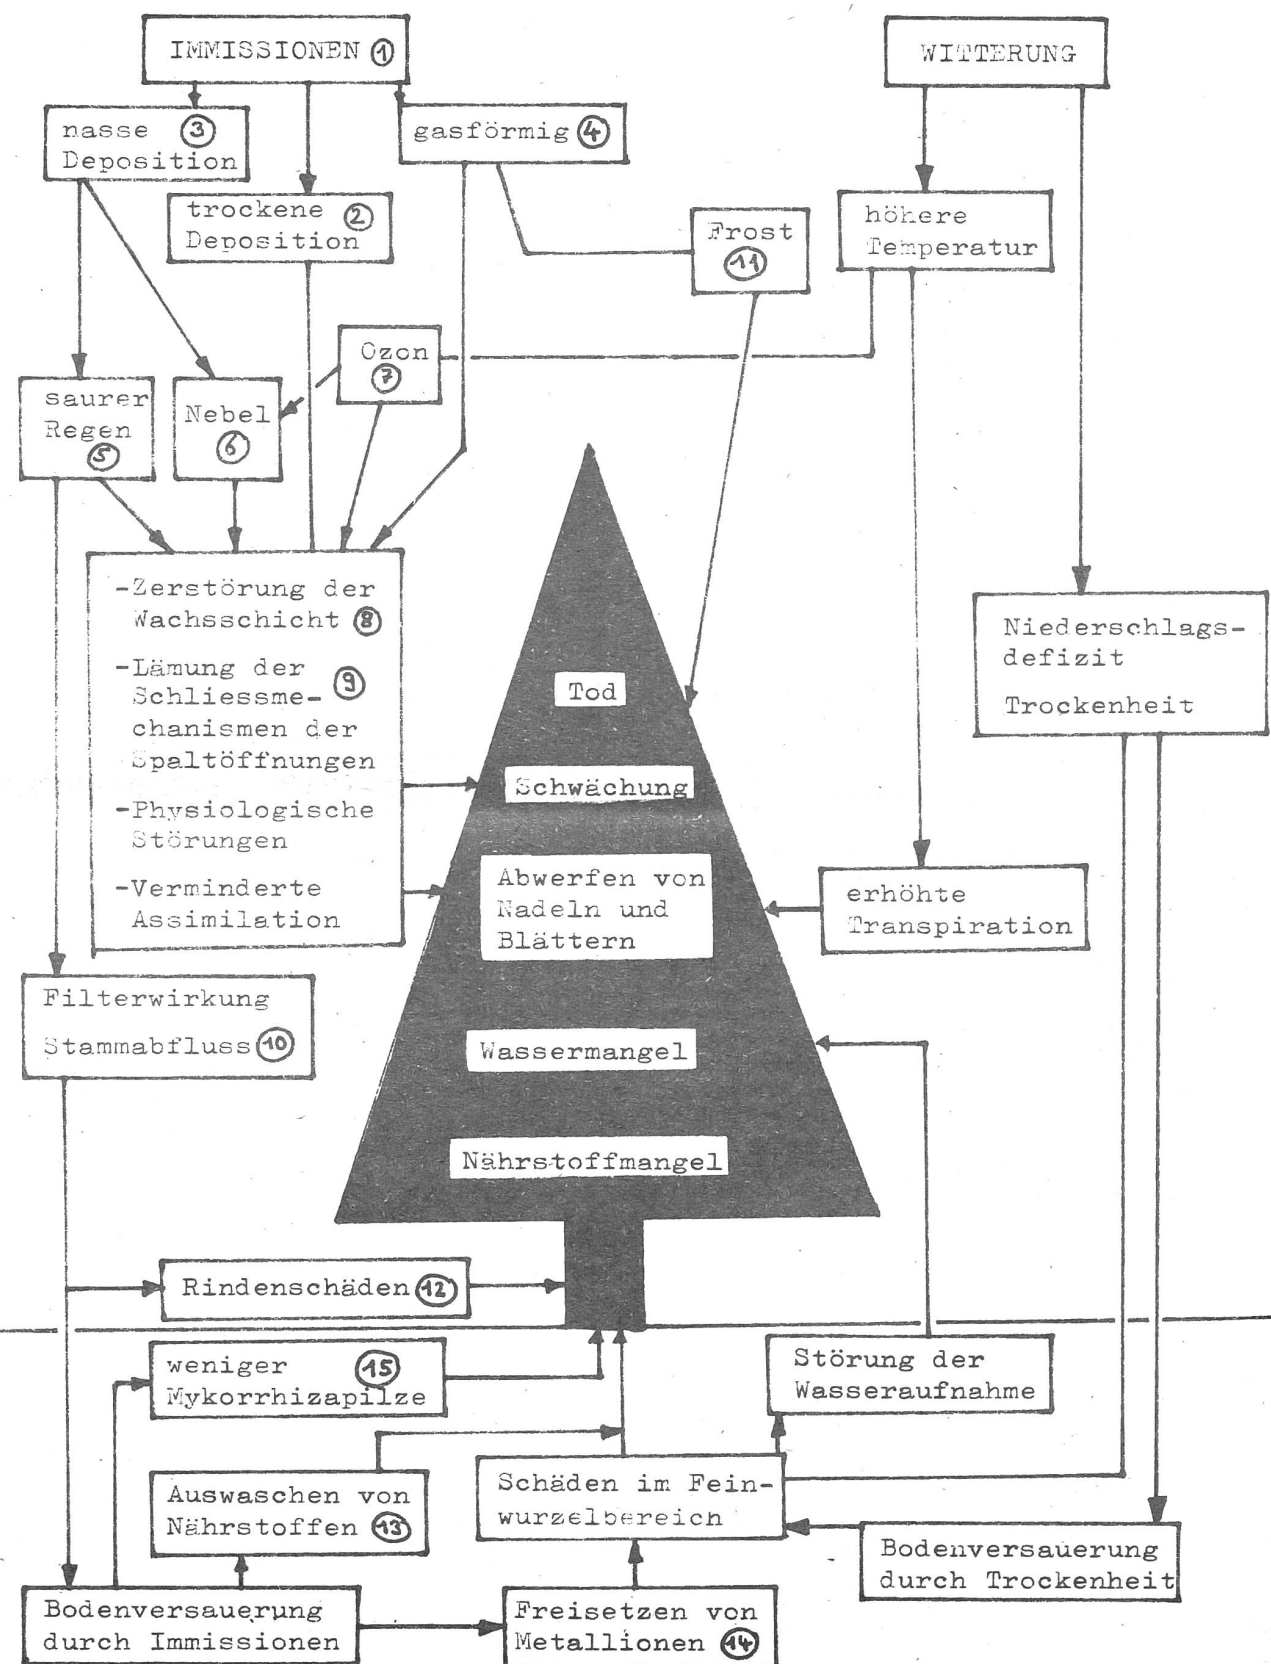 IMMISSIONEN 1
WITTERUNG
nasse 3
Deposition
gasförmig 4
trockene 2
Deposition
Frost
11
höhere
Temperatur
Ozon
7
saurer
Regen
5
Nebel
6
-Zerstörung der
Wachsschicht 8
-Lämung der
Schliessme- 9
chanismen der
Spaltöffnungen
-Physiologische
Störungen
-Verminderte
Assimilation
Niederschlags-
defizit
Trockenheit
Tod
Schwächung
Abwerfen von
Nadeln und
Blättern
erhöhte
Transpiration
Filterwirkung
Stammabfluss 10
Wassermangel
Nährstoffmangel
Rindenschäden 12
weniger 15
Mykorrhizapilze
Störung der
Wasseraufnahme
Auswaschen von
Nährstoffen 13
Schäden im Fein-
wurzelbereich
Bodenversauerung
durch Trockenheit
Bodenversauerung
durch Immissionen
Freisetzen von
Metallionen 14